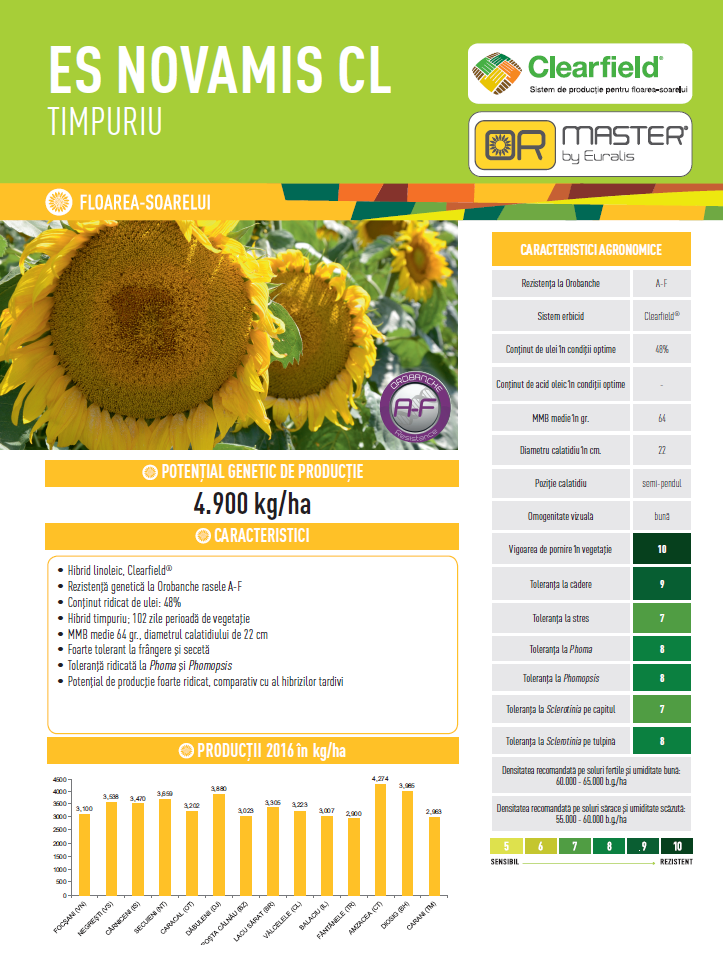 ES NOVAMIS CL
TIMPURIU
Clearfield®
Sistem de producție pentru floarea-soarelui
OR MASTER®
by Euralis
FLOAREA-SOARELUI
OROBANCHE
A-F
Resistance
POTENȚIAL GENETIC DE PRODUCȚIE
4.900 kg/ha
CARACTERISTICI
• Hibrid linoleic, Clearfield®
• Rezistență genetică la Orobanche rasele A-F
• Conținut ridicat de ulei: 48%
• Hibrid timpuriu; 102 zile perioadă de vegetație
• MMB medie 64 gr., diametrul calatidiului de 22 cm
• Foarte tolerant la frângere și secetă
• Toleranță ridicată la Phoma și Phomopsis
• Potențial de producție foarte ridicat, comparativ cu al hibrizilor tardivi
PRODUCȚII 2016 în kg/ha
4500
4000
3500
3000
2500
2000
1500
1000
500
0
3,100
3,538
3,470
3,659
3,202
3,880
3,023
3,305
3,223
3,007
2,900
4,274
3,985
2,963
FOCȘANI (VN)
NEGREȘTI (VS)
CÂRNICENI (IS)
SECUIENI (NT)
CARACAL (OT)
DĂBULENII (DJ)
POȘTA CÂLNĂU (BZ)
LACU SĂRAT (BR)
VÂLCELELE (CL)
BALACIU (IL)
FÂNTÂNELE (TR)
AMZACEA (CT)
DIOSIG (BH)
CARANI (TM)
CARACTERISTICI AGRONOMICE
Rezistența la Orobanche A-F
Sistem erbicid Clearfield®
Conținut de ulei în condiții optime 48%
Conținut de acid oleic în condiții optime -
MMB medie în gr. 64
Diametru calatidiu în cm. 22
Poziție calatidiu semi-pendul
Omogenitate vizuală bună
Vigoarea de pornire în vegetație 10
Toleranța la cădere 9
Toleranța la stres 7
Toleranța la Phoma 8
Toleranța la Phomopsis 8
Toleranța la Sclerotinia pe capitul 7
Toleranța la Sclerotinia pe tulpină 8
Densitatea recomandată pe soluri fertile și umiditate bună:
60.000 - 65.000 b.g/ha
Densitatea recomandată pe soluri sărace și umiditate scăzută:
55.000 - 60.000 b.g/ha
5 6 7 8 .9 10
SENSIBIL REZISTENT